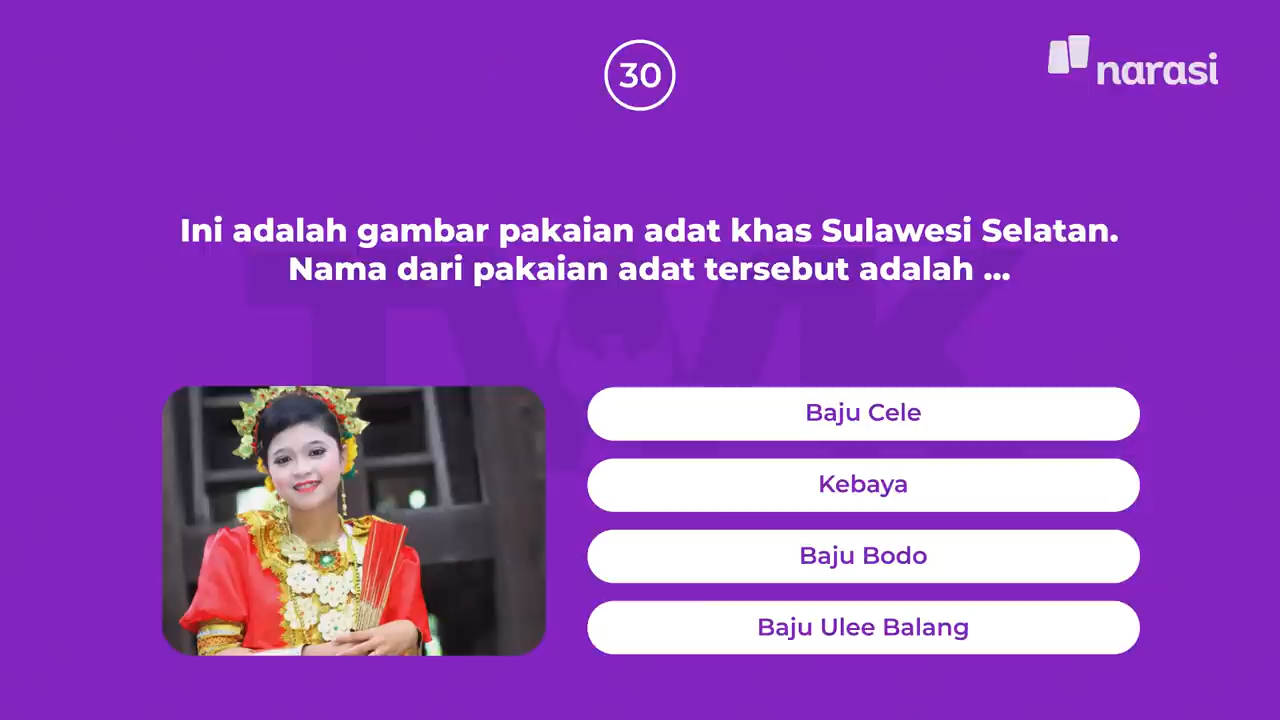 30
narasi
Ini adalah gambar pakaian adat khas Sulawesi Selatan.
Nama dari pakaian adat tersebut adalah ...
TWK
Baju Cele
Kebaya
Baju Bodo
Baju Ulee Balang